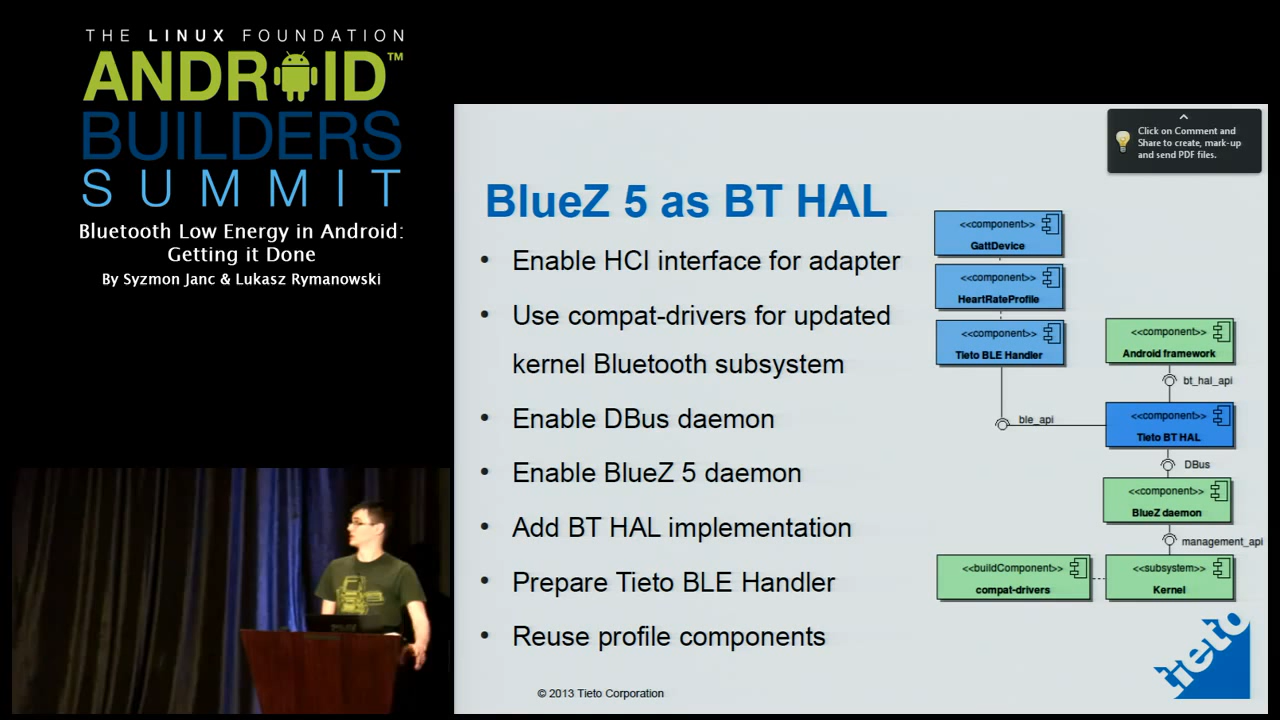 THE LINUX FOUNDATION
ANDROID™
BUILDERS
SUMMIT
Bluetooth Low Energy in Android:
Getting it Done
By Syzmon Janc & Lukasz Rymanowski
Click on Comment and
Share to create, mark-up
and send PDF files.
BlueZ 5 as BT HAL
• Enable HCI interface for adapter
• Use compat-drivers for updated
kernel Bluetooth subsystem
• Enable DBus daemon
• Enable BlueZ 5 daemon
• Add BT HAL implementation
• Prepare Tieto BLE Handler
• Reuse profile components
<<component>>
GattDevice
<<component>>
HeartRateProfile
<<component>>
Tieto BLE Handler
<<component>>
Android framework
bt_hal_api
ble_api
<<component>>
Tieto BT HAL
DBus
<<component>>
BlueZ daemon
management_api
<<buildComponent>>
compat-drivers
<<subsystem>>
Kernel
tieto
© 2013 Tieto Corporation